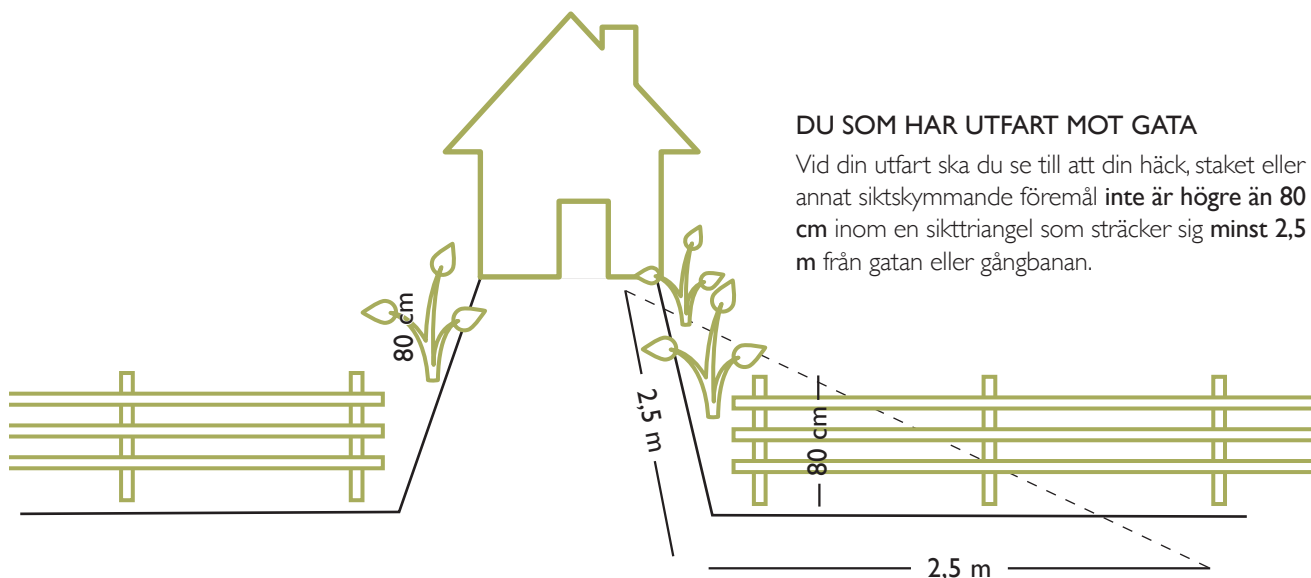 DU SOM HAR UTFART MOT GATA
Vid din utfart ska du se till att din häck, staket eller
annat siktskymmande föremål inte är högre än 80
cm inom en sikttriangel som sträcker sig minst 2,5
m från gatan eller gångbanan.
80 cm
2,5 m
80 cm
2,5 m